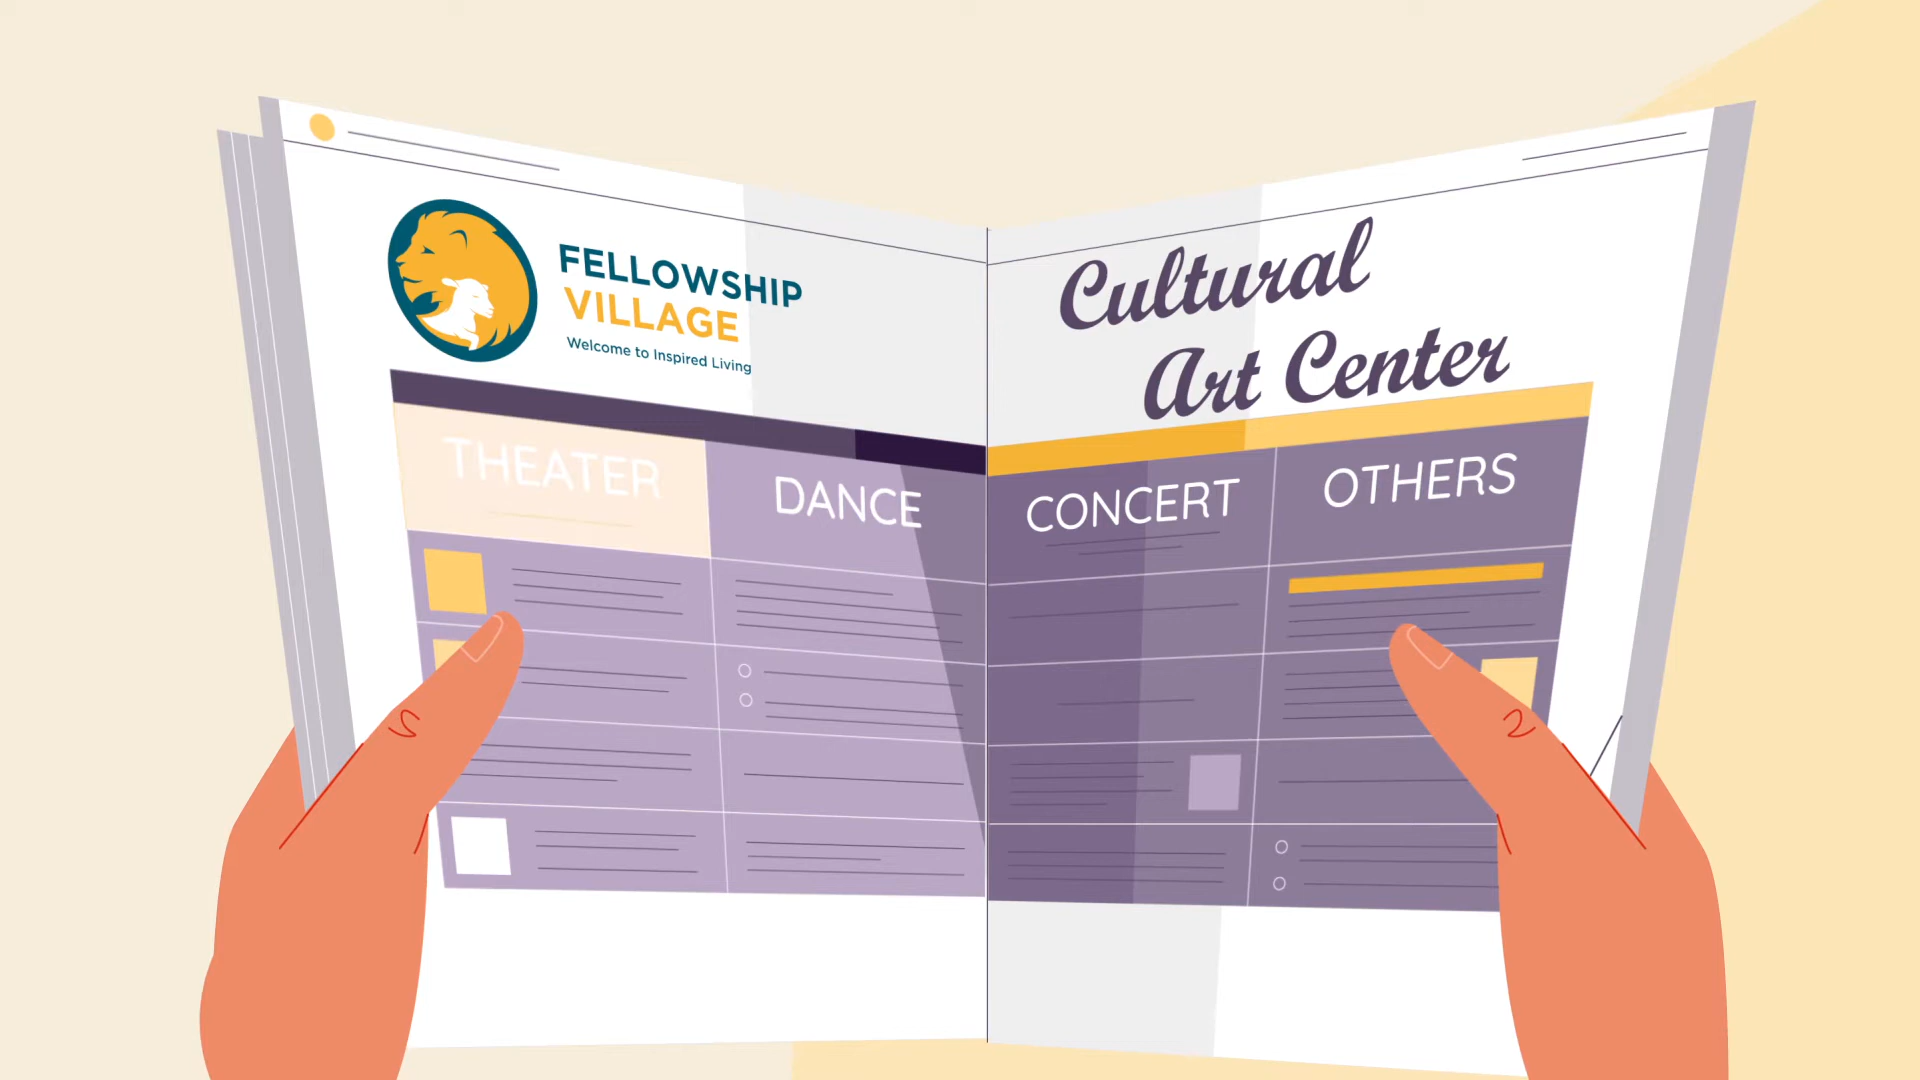 FELLOWSHIP
VILLAGE
Welcome to Inspired Living
Cultural
Art Center
THEATER
DANCE
CONCERT
OTHERS